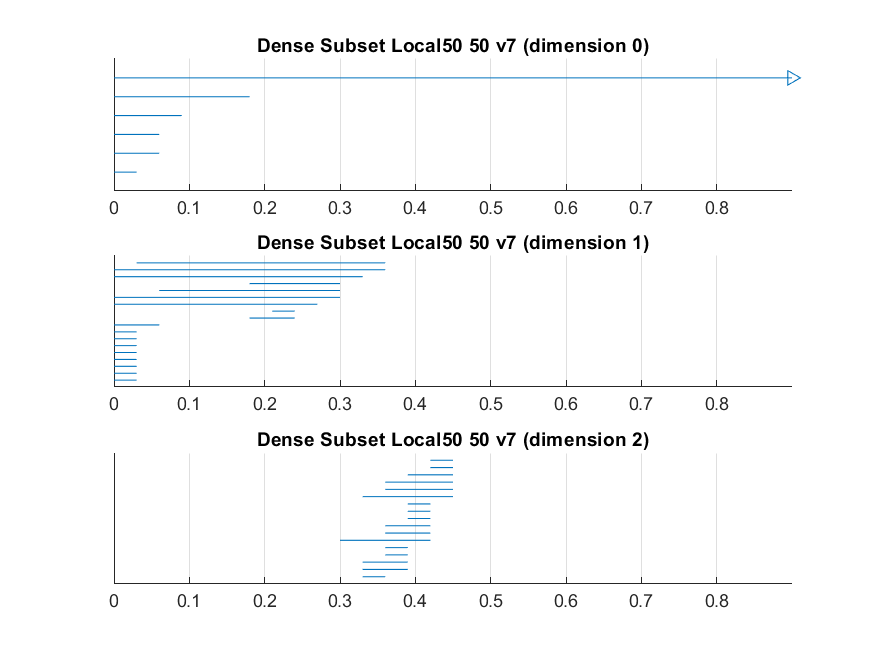 Dense Subset Local50 50 v7 (dimension 0)
0 0.1 0.2 0.3 0.4 0.5 0.6 0.7 0.8
Dense Subset Local50 50 v7 (dimension 1)
0 0.1 0.2 0.3 0.4 0.5 0.6 0.7 0.8
Dense Subset Local50 50 v7 (dimension 2)
0 0.1 0.2 0.3 0.4 0.5 0.6 0.7 0.8